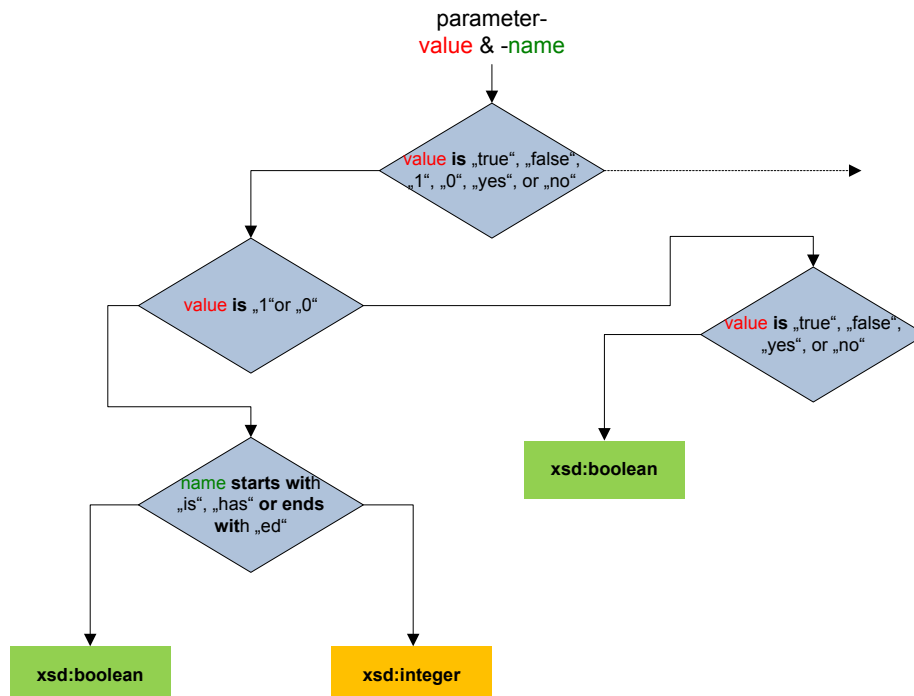 parameter-
value & -name
value is „true“, „false“,
„1“, „0“, „yes“, or „no“
value is „1“or „0“
value is „true“, „false“,
„yes“, or „no“
name starts with
„is“, „has“ or ends
with „ed“
xsd:boolean
xsd:boolean
xsd:integer